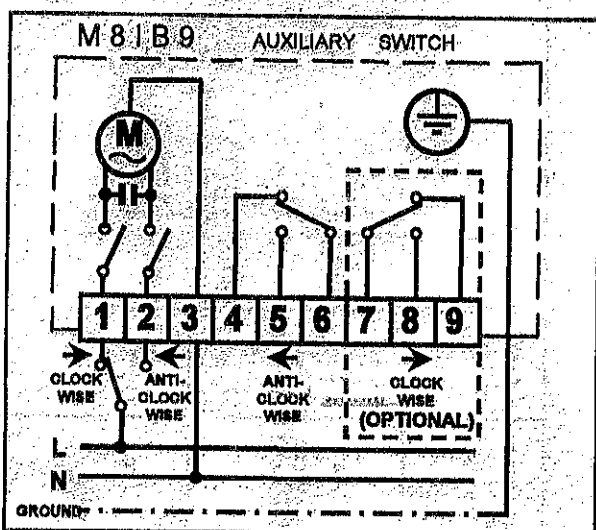 M81B9 AUXILIARY SWITCH
M
1 2 3 4 5 6 7 8 9
CLOCK WISE
ANTI-CLOCK WISE
ANTI-CLOCK WISE
CLOCK WISE
(OPTIONAL)
L
N
GROUND